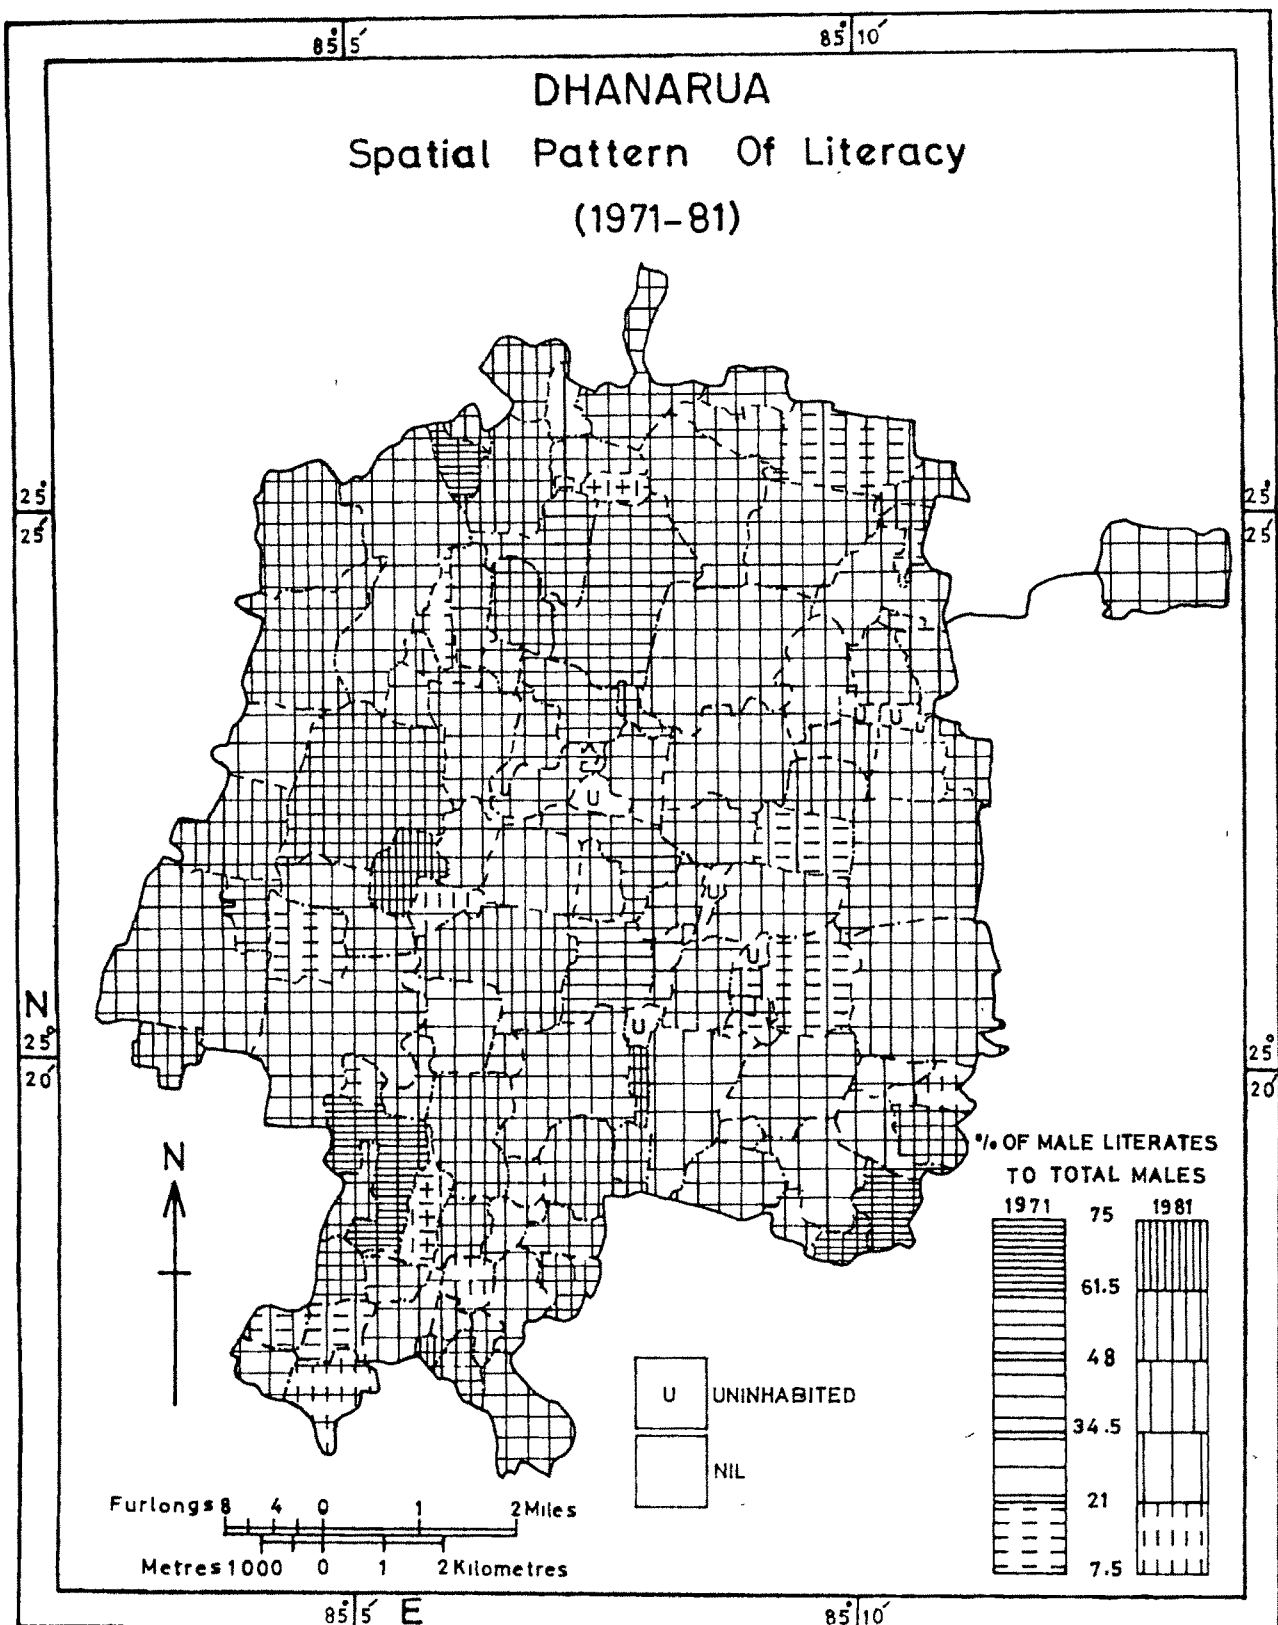 85° 5′ 85° 10′
DHANARUA
Spatial Pattern Of Literacy
(1971-81)
25° 25′
25° 25′
U
U
U
U
U
N
25° 20′
25° 20′
N
% OF MALE LITERATES
TO TOTAL MALES
1971 75 1981
61.5
48
34.5
21
7.5
U UNINHABITED
NIL
Furlongs 8 4 0 1 2 Miles
Metres 1000 0 1 2 Kilometres
85° 5′ E 85° 10′